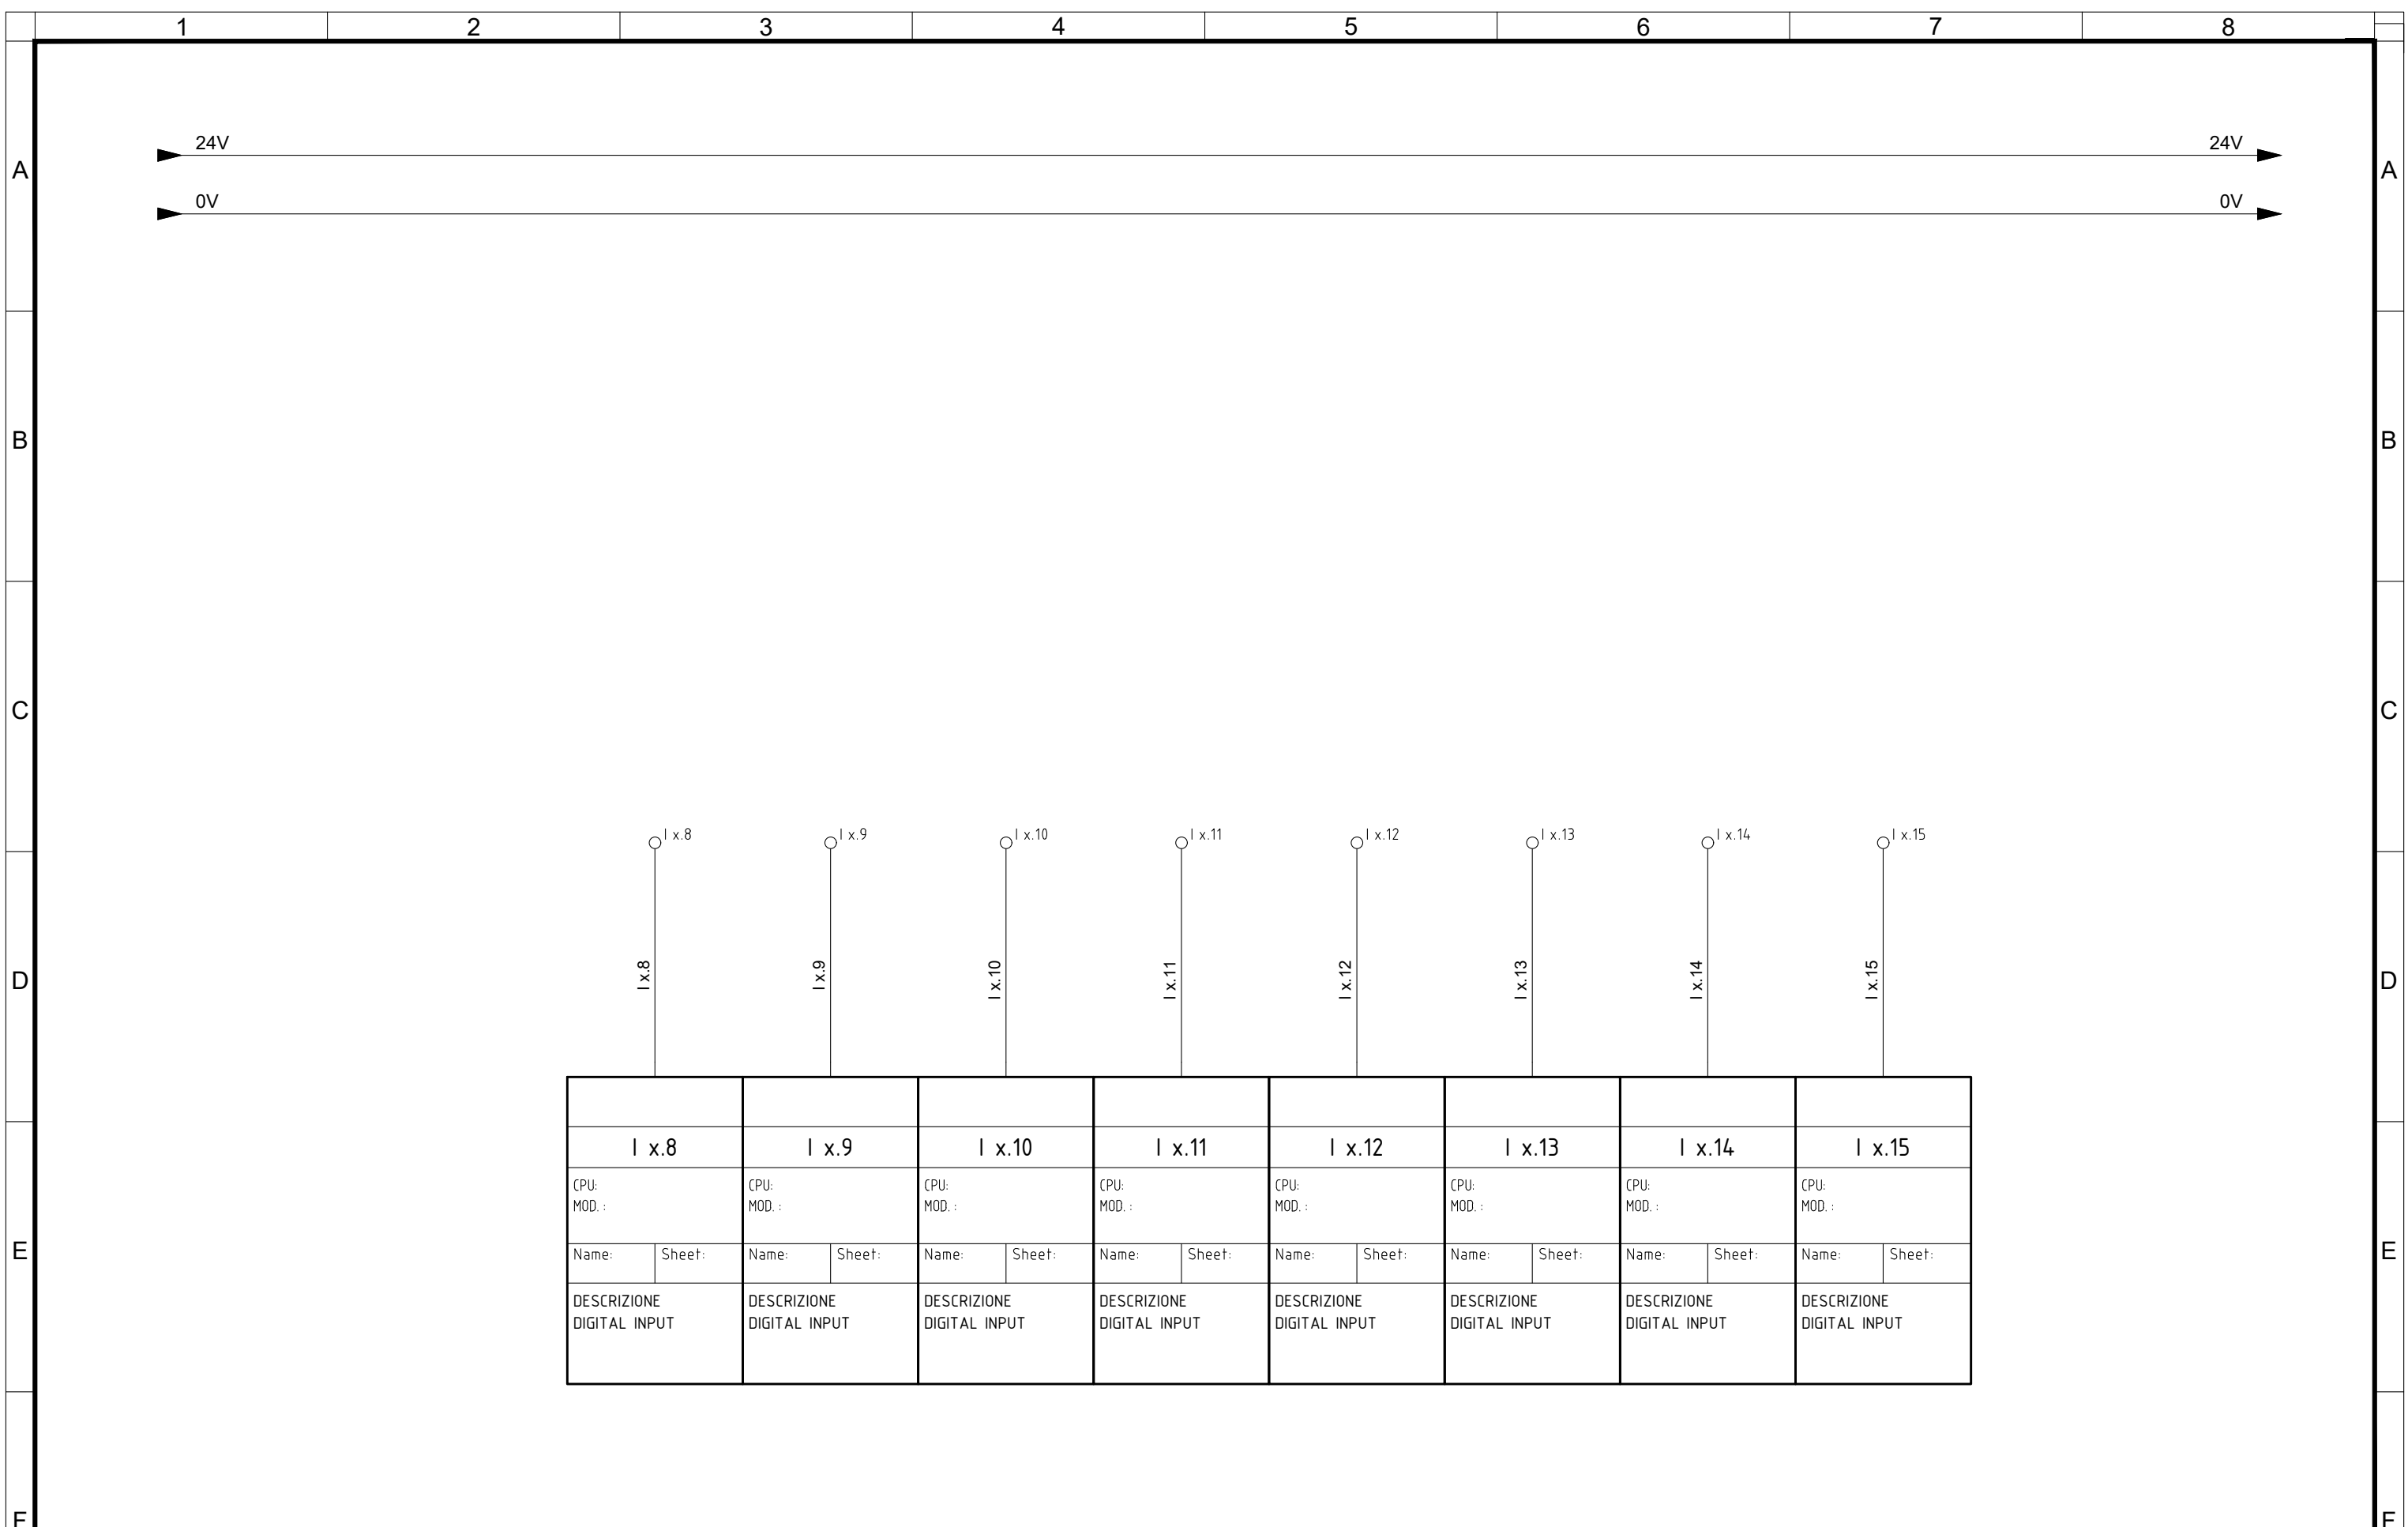 1 2 3 4 5 6 7 8
24V 24V
A A
0V 0V
B B
C C
I x.8 I x.9 I x.10 I x.11 I x.12 I x.13 I x.14 I x.15
I x.8 I x.9 I x.10 I x.11 I x.12 I x.13 I x.14 I x.15
D D
I x.8 I x.9 I x.10 I x.11 I x.12 I x.13 I x.14 I x.15
CPU: CPU: CPU: CPU: CPU: CPU: CPU: CPU:
MOD. : MOD. : MOD. : MOD. : MOD. : MOD. : MOD. : MOD. :
E E
Name: Sheet: Name: Sheet: Name: Sheet: Name: Sheet: Name: Sheet: Name: Sheet: Name: Sheet: Name: Sheet:
DESCRIZIONE DESCRIZIONE DESCRIZIONE DESCRIZIONE DESCRIZIONE DESCRIZIONE DESCRIZIONE DESCRIZIONE
DIGITAL INPUT DIGITAL INPUT DIGITAL INPUT DIGITAL INPUT DIGITAL INPUT DIGITAL INPUT DIGITAL INPUT DIGITAL INPUT
F F